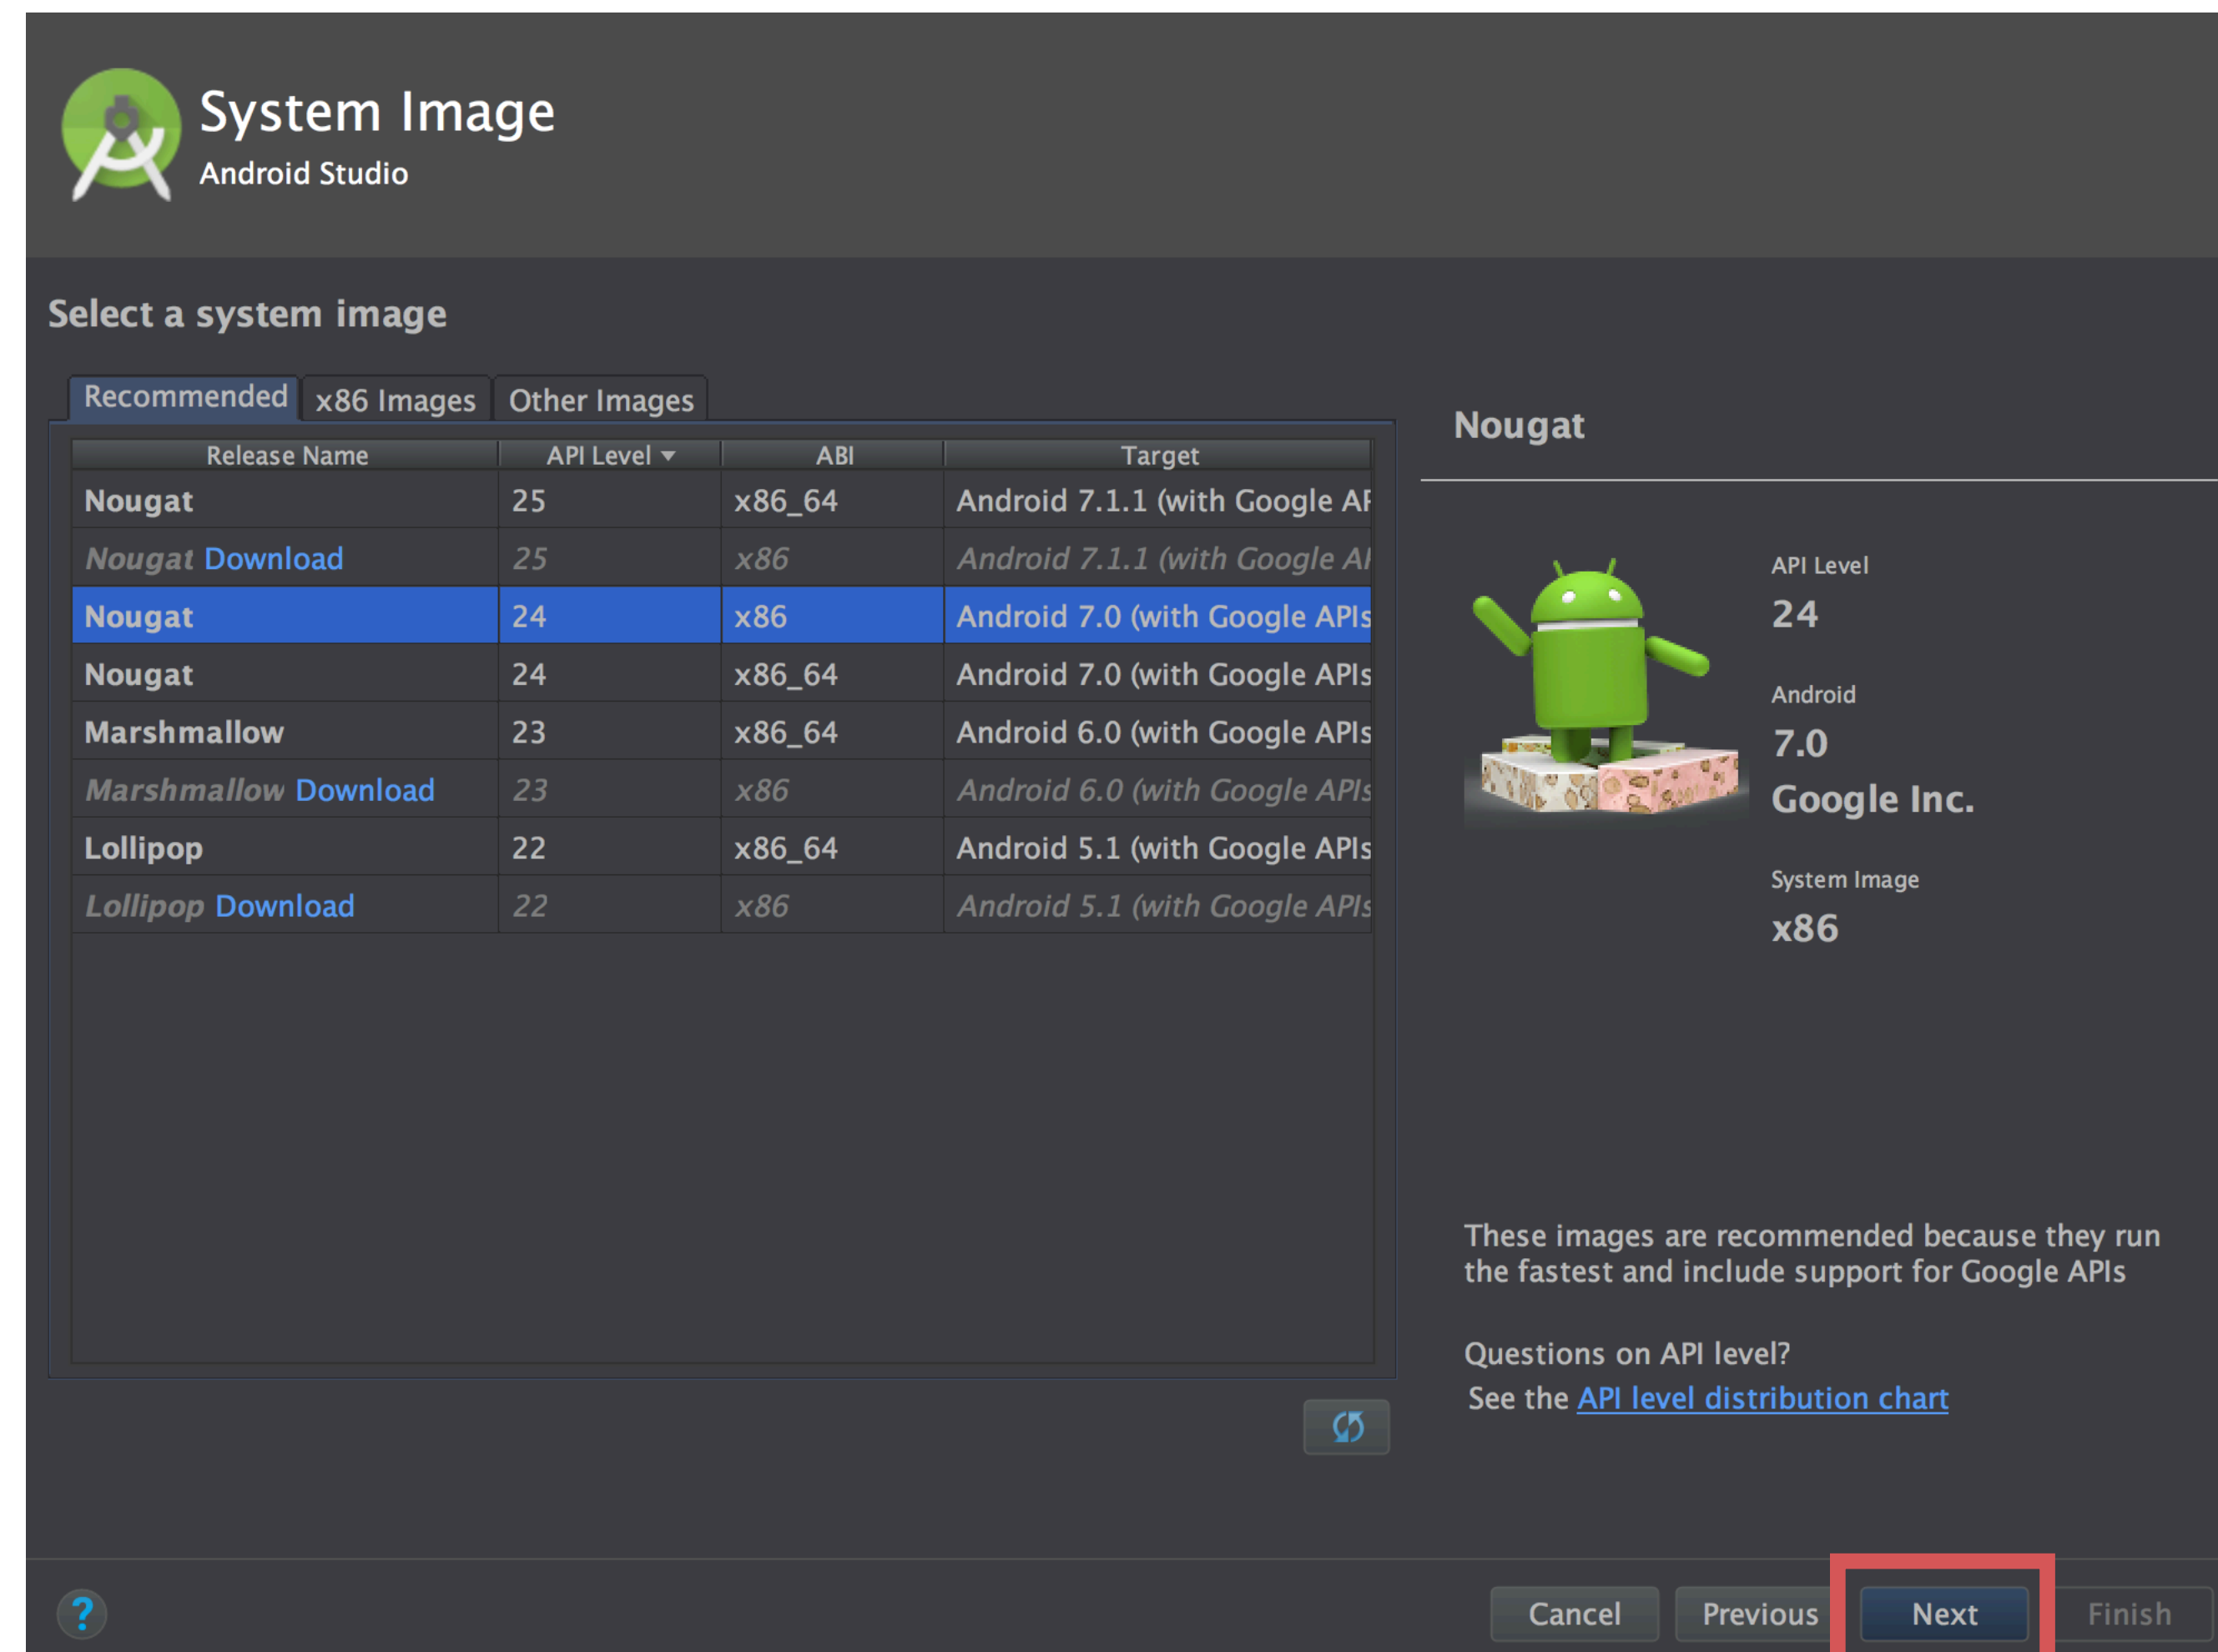 System Image
Android Studio
Select a system image
Recommended x86 Images Other Images
Release Name API Level ABI Target
Nougat 25 x86_64 Android 7.1.1 (with Google AP
Nougat Download 25 x86 Android 7.1.1 (with Google AP
Nougat 24 x86 Android 7.0 (with Google APIs
Nougat 24 x86_64 Android 7.0 (with Google APIs
Marshmallow 23 x86_64 Android 6.0 (with Google APIs
Marshmallow Download 23 x86 Android 6.0 (with Google APIs
Lollipop 22 x86_64 Android 5.1 (with Google APIs
Lollipop Download 22 x86 Android 5.1 (with Google APIs
Nougat
API Level
24
Android
7.0
Google Inc.
System Image
x86
These images are recommended because they run
the fastest and include support for Google APIs
Questions on API level?
See the API level distribution chart
?
Cancel Previous Next Finish